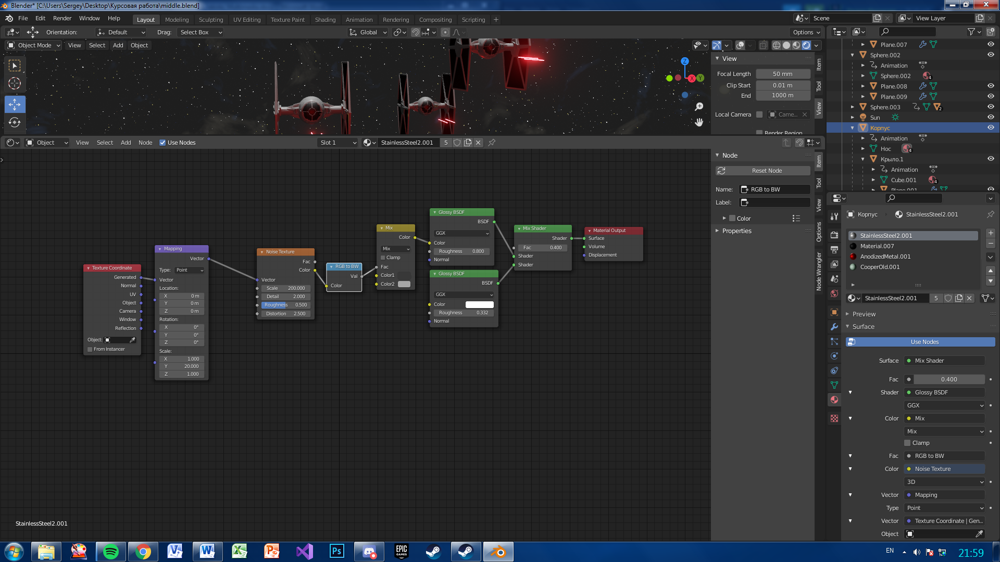 Blender* [C:\Users\Sergey\Desktop\Курсовая работа\middle.blend]
File Edit Render Window Help
Layout Modeling Sculpting UV Editing Texture Paint Shading Animation Rendering Compositing Scripting +
Scene
View Layer
Orientation: Default Drag: Select Box Global Options
Object Mode View Select Add Object
Z
X
Y
View
Focal Length 50 mm
Clip Start 0.01 m
End 1000 m
Local Camera Came...
Render Region
Item
Tool
View
Plane.007
Sphere.002
Animation
Sphere.002 4
Plane.008
Plane.009
Sphere.003 2
Sun
Корпус
Animation
Нос 4
Крыло.1
Animation
Cube.001 4
Plane.001
Object View Select Add Node Use Nodes Slot 1 StainlessSteel2.001 5
Node
Reset Node
Name: RGB to BW
Label:
Color
Properties
Item
Tool
View
Options
Node Wrangler
Texture Coordinate
Generated
Normal
UV
Object
Camera
Window
Reflection
Object:
From Instancer
Mapping
Vector
Type: Point
Vector
Location:
X 0 m
Y 0 m
Z 0 m
Rotation:
X 0°
Y 0°
Z 0°
Scale:
X 1.000
Y 20.000
Z 1.000
Noise Texture
Fac
Color
Vector
Scale 200.000
Detail 2.000
Roughness 0.500
Distortion 2.500
RGB to BW
Val
Color
Mix
Color
Mix
Clamp
Fac
Color1
Color2
Glossy BSDF
BSDF
GGX
Color
Roughness 0.800
Normal
Glossy BSDF
BSDF
GGX
Color
Roughness 0.332
Normal
Mix Shader
Shader
Fac 0.400
Shader
Shader
Material Output
Surface
Volume
Displacement
StainlessSteel2.001
Корпус StainlessSteel2.001
StainlessSteel2.001
Material.007
AnodizedMetal.001
CooperOld.001
StainlessSteel2.001 5
Preview
Surface
Use Nodes
Surface Mix Shader
Fac 0.400
Shader Glossy BSDF
GGX
Color Mix
Mix
Clamp
Fac RGB to BW
Color Noise Texture
3D
Vector Mapping
Type Point
Vector Texture Coordinate | Gen...
Object
Ps
EPIC GAMES
EN
21:59